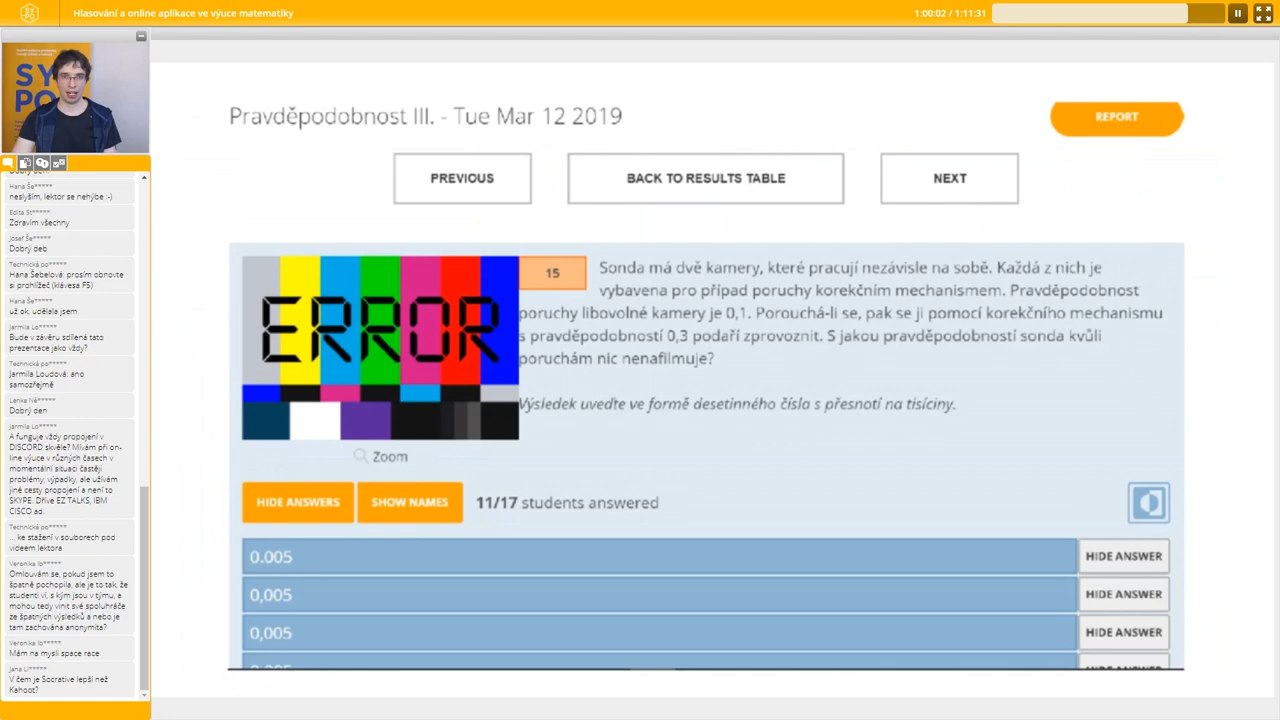 SY
PO
Hlasování a online aplikace ve výuce matematiky
1:00:02 / 1:11:31
SY
PO
Dobrý den!
Hana Še*****
neslyším, lektor se nehýbe :-)
Edita St*****
Zdravím všechny
Josef Še*****
Dobrý deb
Technická po*****
Hana Šebelová: prosím obnovte
si prohlížeč (klávesa F5)
Hana Še*****
už ok, udělala jsem
Jarmila Lo*****
Bude v závěru sdílená tato
prezentace jako vždy?
Technická po*****
Jarmila Loudová: ano
samozřejmě
Lenka Ně*****
Dobrý den
Jarmila Lo*****
A funguje vždy propojení v
DISCORD skvěle? Mívám při on-
line výuce v různých časech v
momentální situaci častěji
problémy, výpadky, ale užívám
jiné cesty propojení a není to
SKYPE. Dříve EZ TALKS, IBM
CISCO ad.
Technická po*****
... ke stažení v souborech pod
videem lektora
Veronika Ib*****
Omlouvám se, pokud jsem to
špatně pochopila, ale je to tak, že
studenti ví, s kým jsou v týmu, a
mohou tedy vinit své spoluhráče
ze špatných výsledků a nebo je
tam zachována anonymita?
Veronika Ib*****
Mám na mysli space race
Jana Li*****
V čem je Socrative lepší než
Kahoot?
Pravděpodobnost III. - Tue Mar 12 2019
REPORT
PREVIOUS
BACK TO RESULTS TABLE
NEXT
ERROR
15
Sonda má dvě kamery, které pracují nezávisle na sobě. Každá z nich je
vybavena pro případ poruchy korekčním mechanismem. Pravděpodobnost
poruchy libovolné kamery je 0,1. Porouchá-li se, pak se ji pomocí korekčního mechanismu
s pravděpodobností 0,3 podaří zprovoznit. S jakou pravděpodobností sonda kvůli
poruchám nic nenafilmuje?
Výsledek uveďte ve formě desetinného čísla s přesností na tisíciny.
Zoom
HIDE ANSWERS
SHOW NAMES
11/17 students answered
0.005
HIDE ANSWER
0,005
HIDE ANSWER
0,005
HIDE ANSWER
0,005
HIDE ANSWER